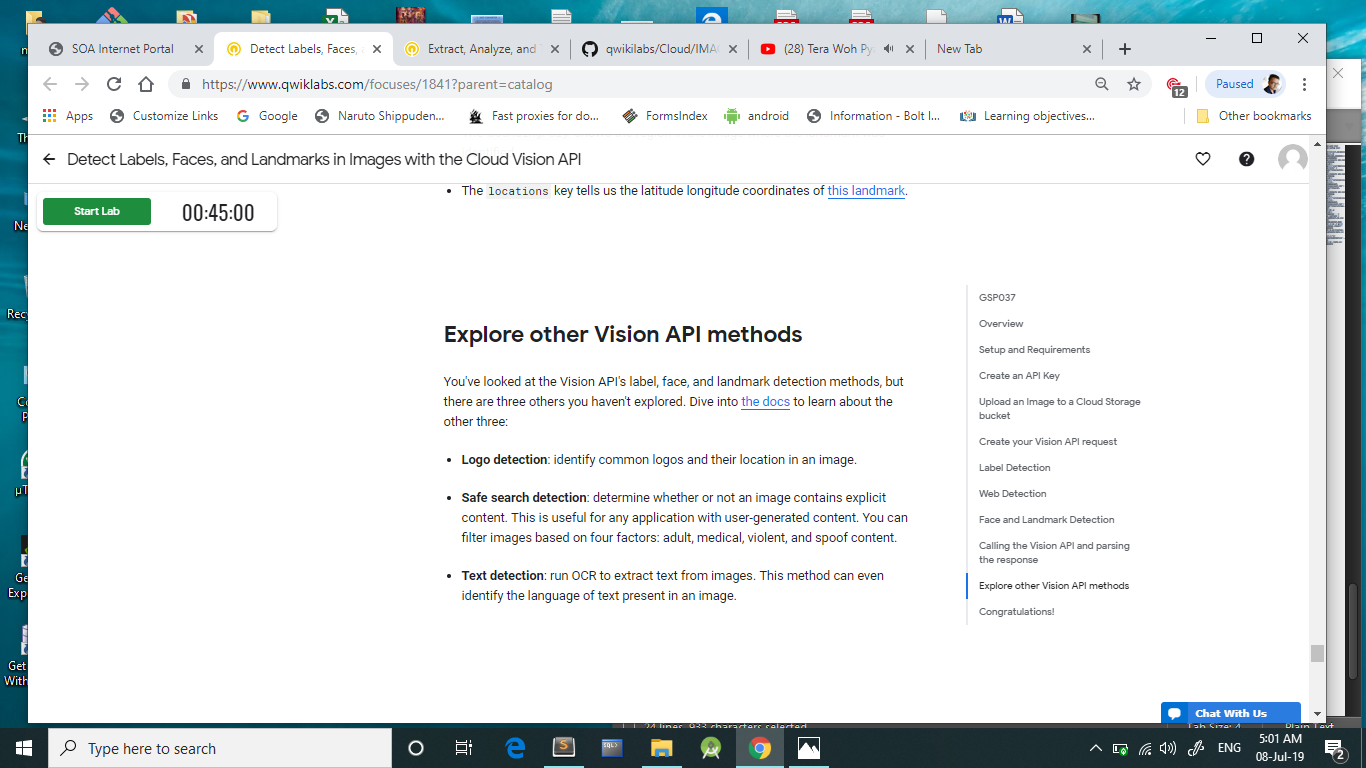 SOA Internet Portal
Detect Labels, Faces,
Extract, Analyze, and
qwikilabs/Cloud/IMA
(28) Tera Woh Py
New Tab
https://www.qwiklabs.com/focuses/1841?parent=catalog
12
Paused
Apps
Customize Links
Google
Naruto Shippuden...
Fast proxies for do...
FormsIndex
android
Information - Bolt I...
Learning objectives...
Other bookmarks
Detect Labels, Faces, and Landmarks in Images with the Cloud Vision API
• The locations key tells us the latitude longitude coordinates of this landmark.
Start Lab
00:45:00
Explore other Vision API methods
You've looked at the Vision API's label, face, and landmark detection methods, but
there are three others you haven't explored. Dive into the docs to learn about the
other three:
• Logo detection: identify common logos and their location in an image.
• Safe search detection: determine whether or not an image contains explicit
content. This is useful for any application with user-generated content. You can
filter images based on four factors: adult, medical, violent, and spoof content.
• Text detection: run OCR to extract text from images. This method can even
identify the language of text present in an image.
GSP037
Overview
Setup and Requirements
Create an API Key
Upload an Image to a Cloud Storage
bucket
Create your Vision API request
Label Detection
Web Detection
Face and Landmark Detection
Calling the Vision API and parsing
the response
Explore other Vision API methods
Congratulations!
Chat With Us
24 lines, 933 characters selected
Tab Size: 4
Plain Text
Type here to search
ENG
5:01 AM
08-Jul-19
2